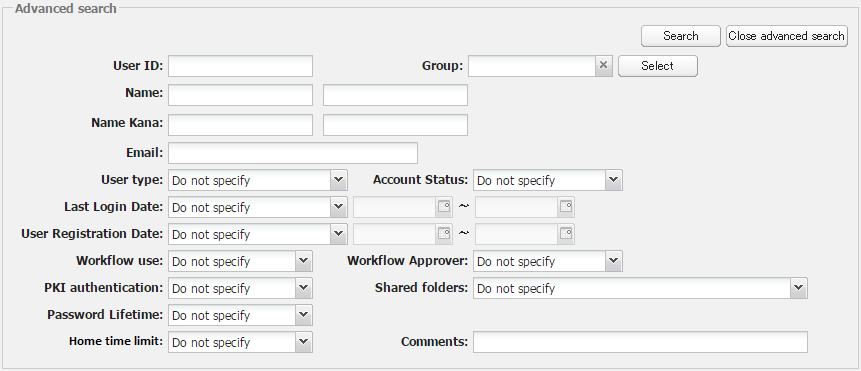 Advanced search
Search Close advanced search
User ID: Group: Select
Name:
Name Kana:
Email:
User type: Do not specify Account Status: Do not specify
Last Login Date: Do not specify ~
User Registration Date: Do not specify ~
Workflow use: Do not specify Workflow Approver: Do not specify
PKI authentication: Do not specify Shared folders: Do not specify
Password Lifetime: Do not specify
Home time limit: Do not specify Comments: